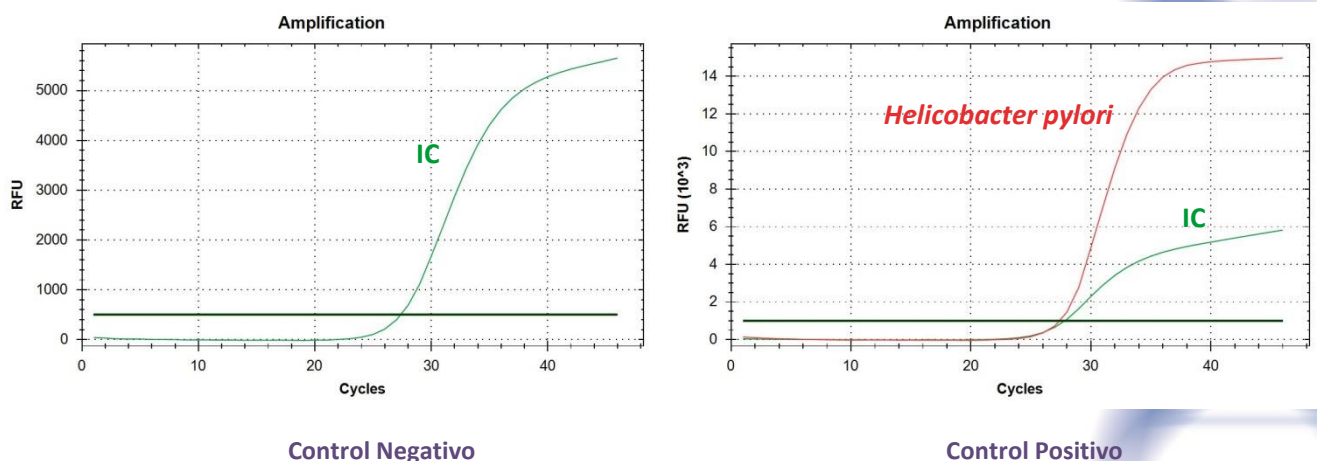 Amplification
5000
4000
3000
2000
1000
0
RFU
IC
0
10
20
30
40
Cycles
Control Negativo
Amplification
14
12
10
8
6
4
2
0
RFU (10^3)
Helicobacter pylori
IC
0
10
20
30
40
Cycles
Control Positivo